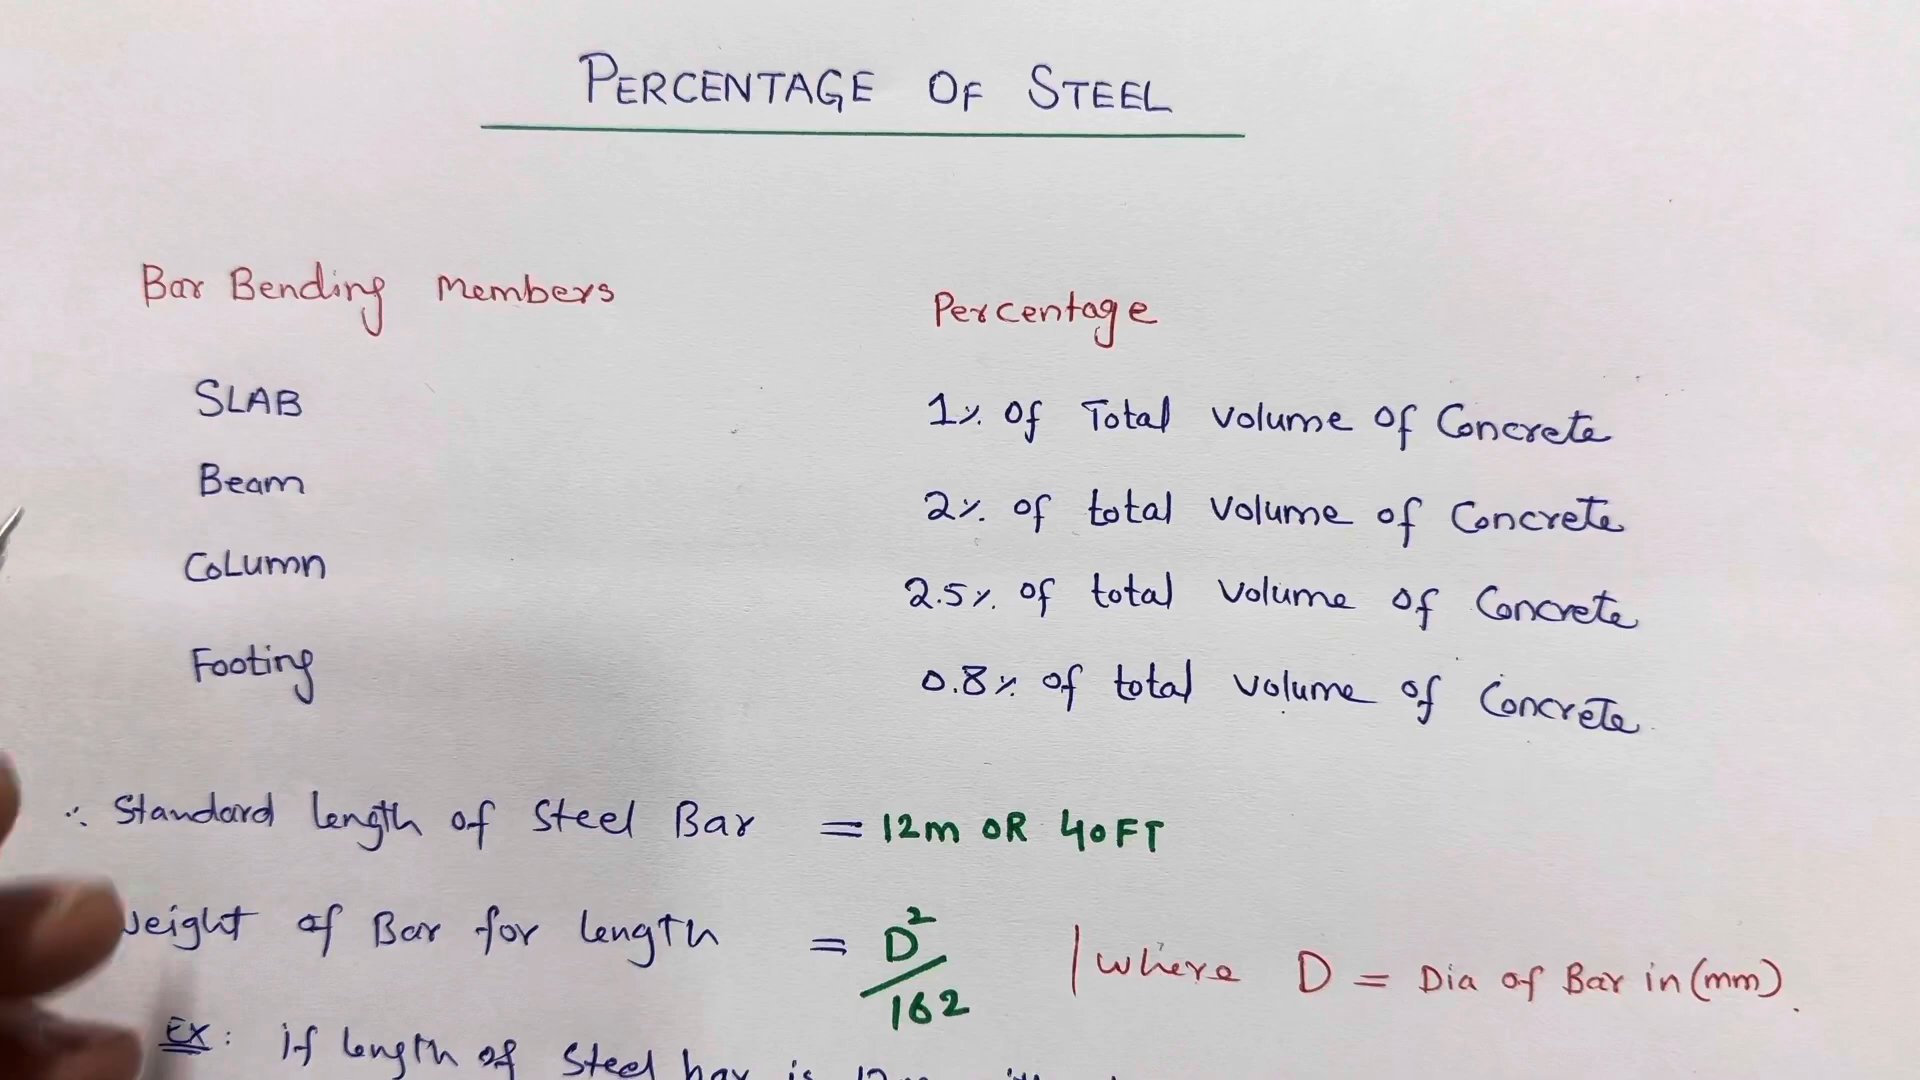 PERCENTAGE OF STEEL
Bar Bending Members Percentage
SLAB 1% of Total Volume of Concrete
Beam 2% of total Volume of Concrete
Column 2.5% of total Volume of Concrete
Footing 0.8% of total volume of Concrete
∴ Standard length of Steel Bar = 12m OR 40FT
of Bar for length = D²/162 | where D = Dia of Bar in (mm).
EX: if length of Steel bar is